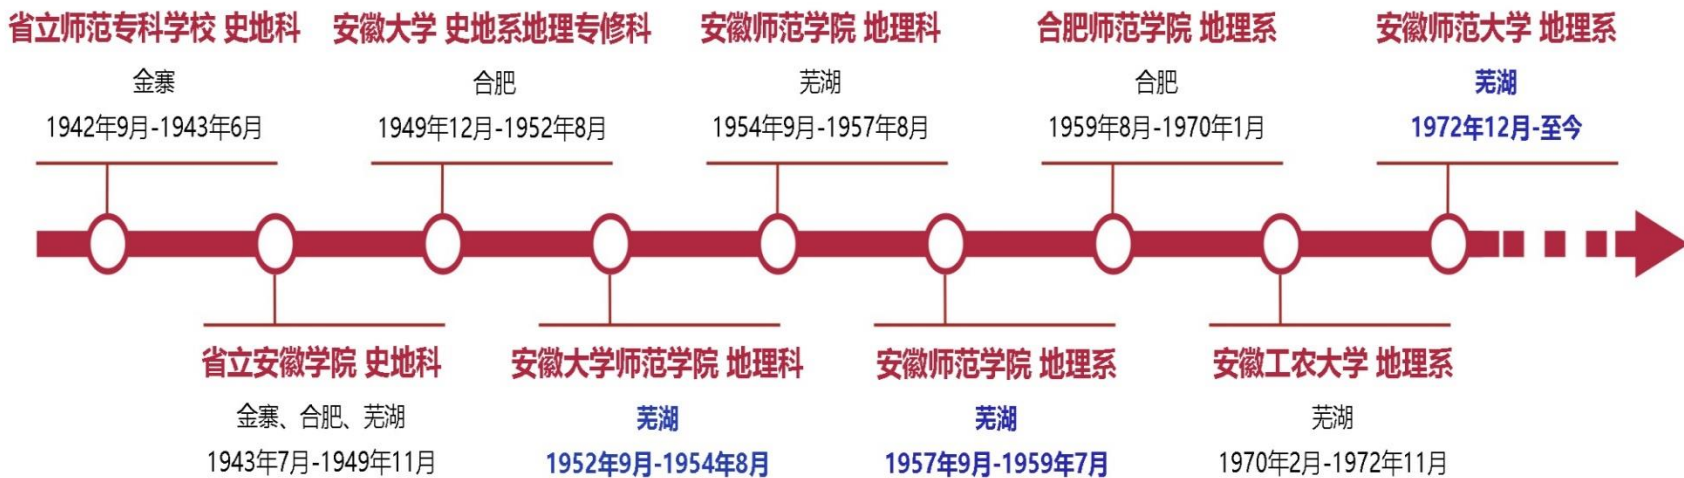 省立师范专科学校 史地科
金寨
1942年9月-1943年6月
省立安徽学院 史地科
金寨、合肥、芜湖
1943年7月-1949年11月
安徽大学 史地系地理专修科
合肥
1949年12月-1952年8月
安徽大学师范学院 地理科
芜湖
1952年9月-1954年8月
安徽师范学院 地理科
芜湖
1954年9月-1957年8月
安徽师范学院 地理系
芜湖
1957年9月-1959年7月
合肥师范学院 地理系
合肥
1959年8月-1970年1月
安徽工农大学 地理系
芜湖
1970年2月-1972年11月
安徽师范大学 地理系
芜湖
1972年12月-至今